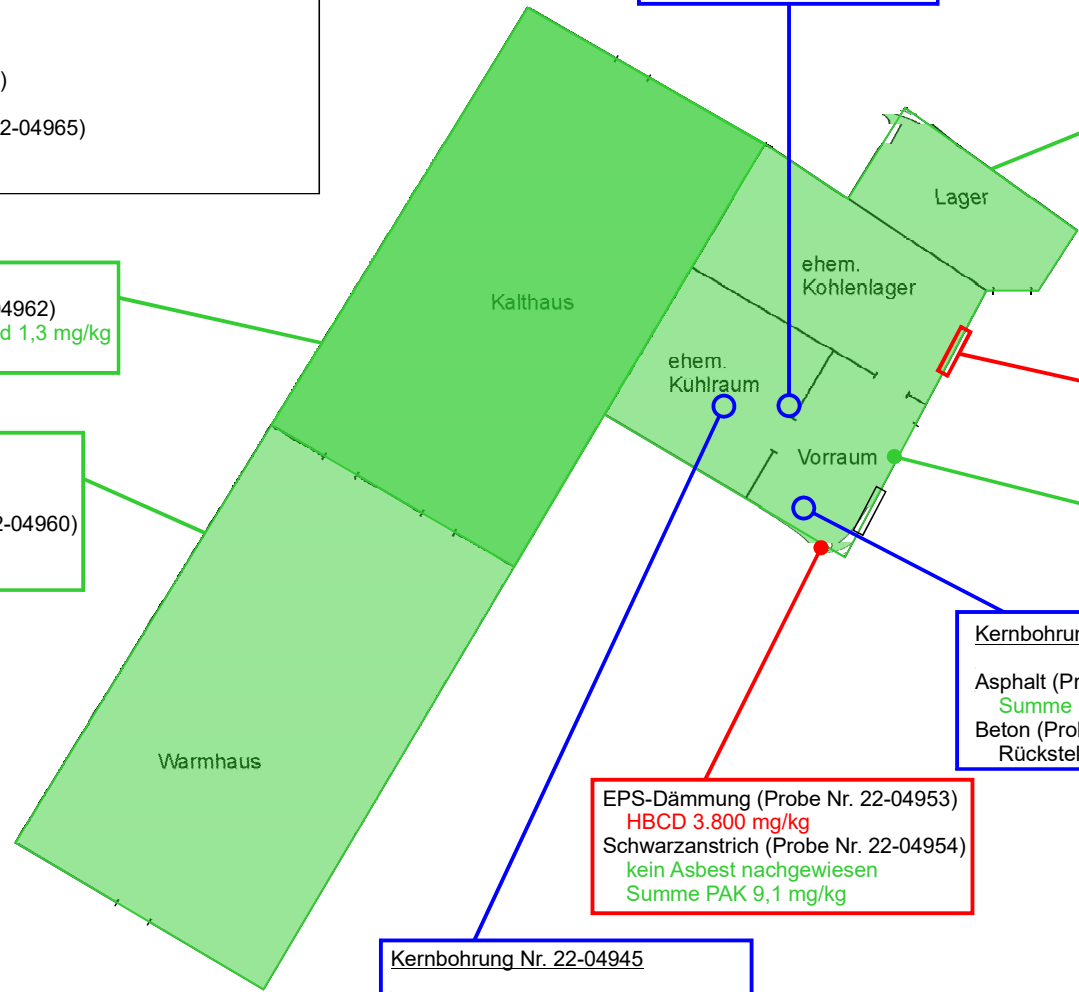 )
2-04965)
Lager
ehem.
Kohlenlager
Kalthaus
04962)
d 1,3 mg/kg
ehem.
Kuhlraum
Vorraum
2-04960)
Kernbohrun
Asphalt (Pr
Summe
Beton (Prob
Rückstel
Warmhaus
EPS-Dämmung (Probe Nr. 22-04953)
HBCD 3.800 mg/kg
Schwarzanstrich (Probe Nr. 22-04954)
kein Asbest nachgewiesen
Summe PAK 9,1 mg/kg
Kernbohrung Nr. 22-04945